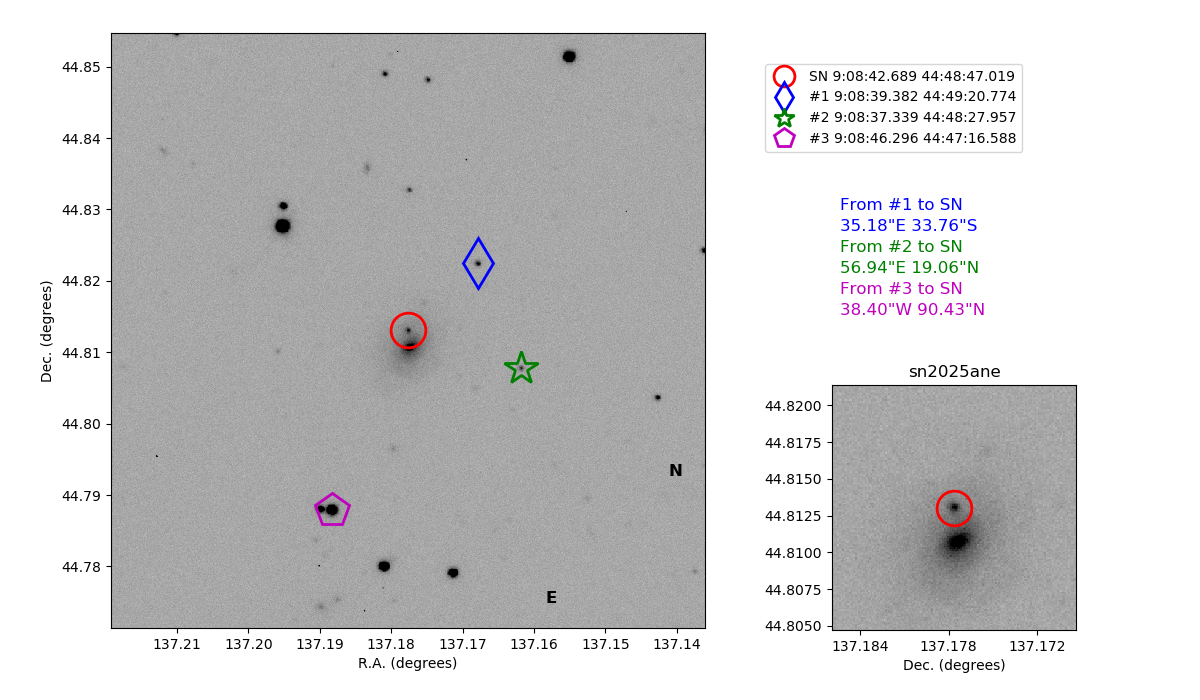 44.85
44.84
44.83
44.82
44.81
44.80
44.79
44.78
Dec. (degrees)
137.21 137.20 137.19 137.18 137.17 137.16 137.15 137.14
R.A. (degrees)
N
E
SN 9:08:42.689 44:48:47.019
#1 9:08:39.382 44:49:20.774
#2 9:08:37.339 44:48:27.957
#3 9:08:46.296 44:47:16.588
From #1 to SN
35.18"E 33.76"S
From #2 to SN
56.94"E 19.06"N
From #3 to SN
38.40"W 90.43"N
sn2025ane
44.8200
44.8175
44.8150
44.8125
44.8100
44.8075
44.8050
137.184 137.178 137.172
Dec. (degrees)